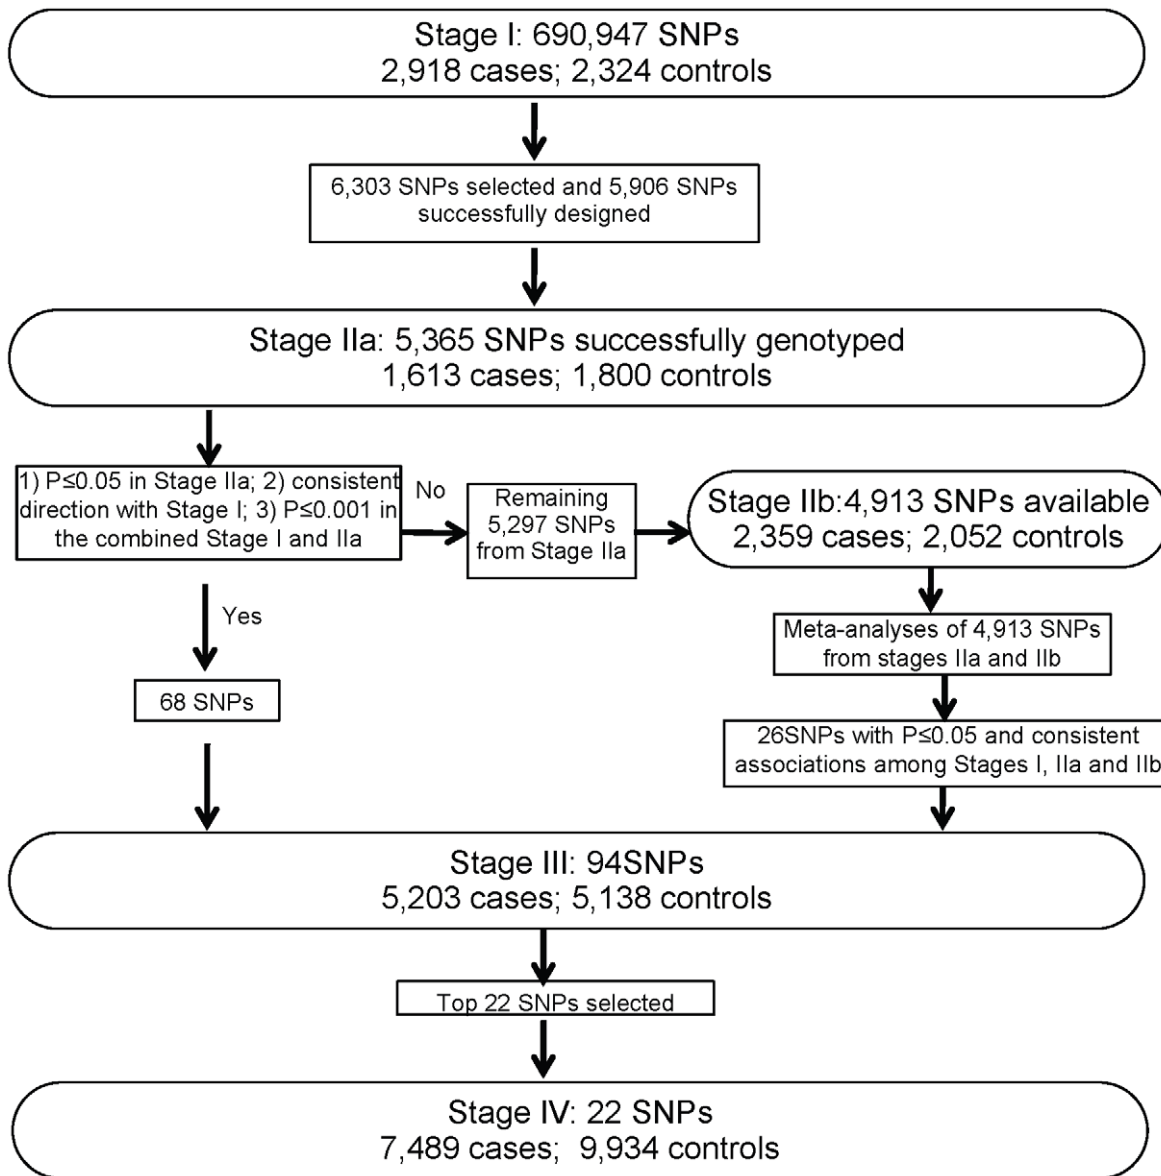 Stage I: 690,947 SNPs
2,918 cases; 2,324 controls
6,303 SNPs selected and 5,906 SNPs
successfully designed
Stage IIa: 5,365 SNPs successfully genotyped
1,613 cases; 1,800 controls
1) P≤0.05 in Stage IIa; 2) consistent
direction with Stage I; 3) P≤0.001 in
the combined Stage I and IIa
No
Remaining
5,297 SNPs
from Stage IIa
Stage IIb:4,913 SNPs available
2,359 cases; 2,052 controls
Yes
Meta-analyses of 4,913 SNPs
from stages IIa and IIb
68 SNPs
26SNPs with P≤0.05 and consistent
associations among Stages I, IIa and IIb
Stage III: 94SNPs
5,203 cases; 5,138 controls
Top 22 SNPs selected
Stage IV: 22 SNPs
7,489 cases; 9,934 controls